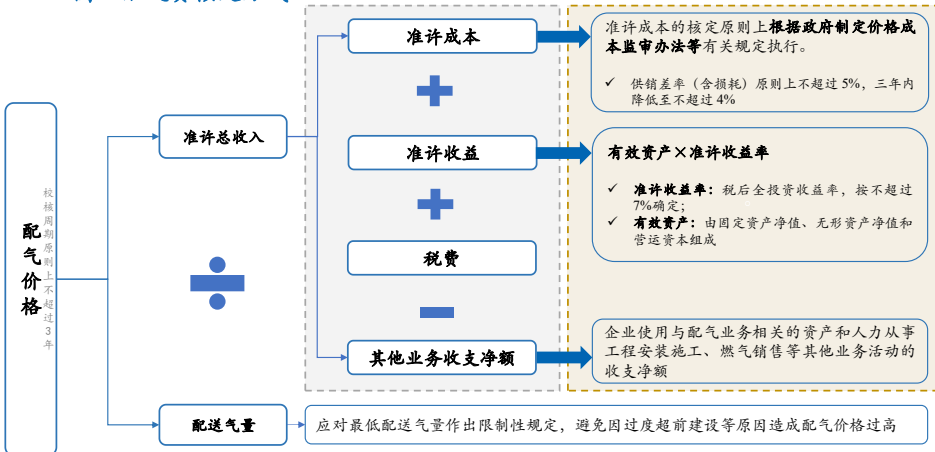 准许成本
准许成本的核定原则上根据政府制定价格成
本监审办法等有关规定执行。
✓ 供销差率（含损耗）原则上不超过 5%，三年内
降低至不超过 4%
准许总收入
准许收益
有效资产×准许收益率
✓ 准许收益率：税后全投资收益率，按不超过
7%确定；
✓ 有效资产：由固定资产净值、无形资产净值和
营运资本组成
配气价格
校核周期原则上不超过3年
税费
其他业务收支净额
企业使用与配气业务相关的资产和人力从事
工程安装施工、燃气销售等其他业务活动的
收支净额
配送气量
应对最低配送气量作出限制性规定，避免因过度超前建设等原因造成配气价格过高